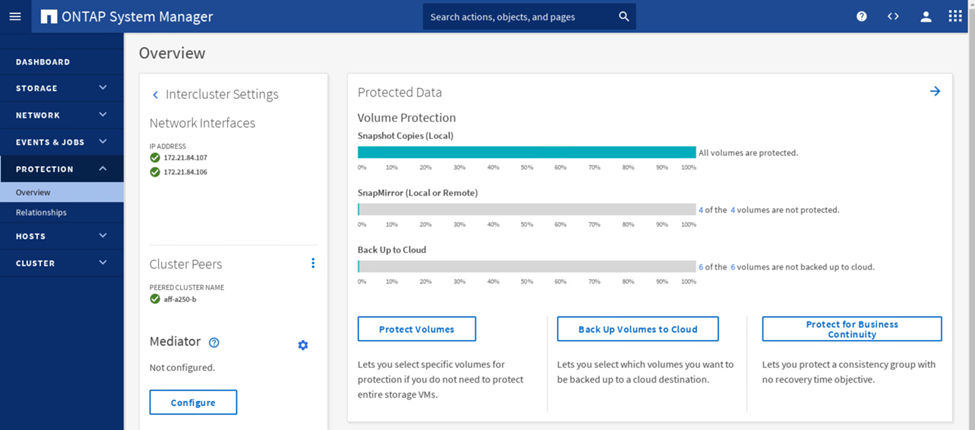 ONTAP System Manager
Search actions, objects, and pages
DASHBOARD
STORAGE
NETWORK
EVENTS & JOBS
PROTECTION
Overview
Relationships
HOSTS
CLUSTER
Overview
Intercluster Settings
Network Interfaces
IP ADDRESS
172.21.84.107
172.21.84.106
Cluster Peers
PEERED CLUSTER NAME
aff-a250-b
Mediator
Not configured.
Configure
Protected Data
Volume Protection
Snapshot Copies (Local)
All volumes are protected.
0% 10% 20% 30% 40% 50% 60% 70% 80% 90% 100%
SnapMirror (Local or Remote)
4 of the 4 volumes are not protected.
0% 10% 20% 30% 40% 50% 60% 70% 80% 90% 100%
Back Up to Cloud
6 of the 6 volumes are not backed up to cloud.
0% 10% 20% 30% 40% 50% 60% 70% 80% 90% 100%
Protect Volumes
Lets you select specific volumes for
protection if you do not need to protect
entire storage VMs.
Back Up Volumes to Cloud
Lets you select which volumes you want to
be backed up to a cloud destination.
Protect for Business
Continuity
Lets you protect a consistency group with
no recovery time objective.